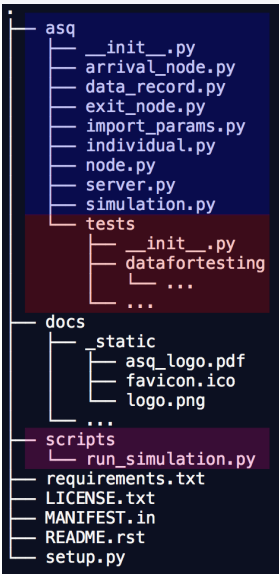 .
├── asq
│   ├── __init__.py
│   ├── arrival_node.py
│   ├── data_record.py
│   ├── exit_node.py
│   ├── import_params.py
│   ├── individual.py
│   ├── node.py
│   ├── server.py
│   ├── simulation.py
│   └── tests
│       ├── __init__.py
│       ├── datafortesting
│       │   └── ...
│       └── ...
├── docs
│   ├── _static
│   │   ├── asq_logo.pdf
│   │   ├── favicon.ico
│   │   └── logo.png
│   └── ...
├── scripts
│   └── run_simulation.py
├── requirements.txt
├── LICENSE.txt
├── MANIFEST.in
├── README.rst
└── setup.py